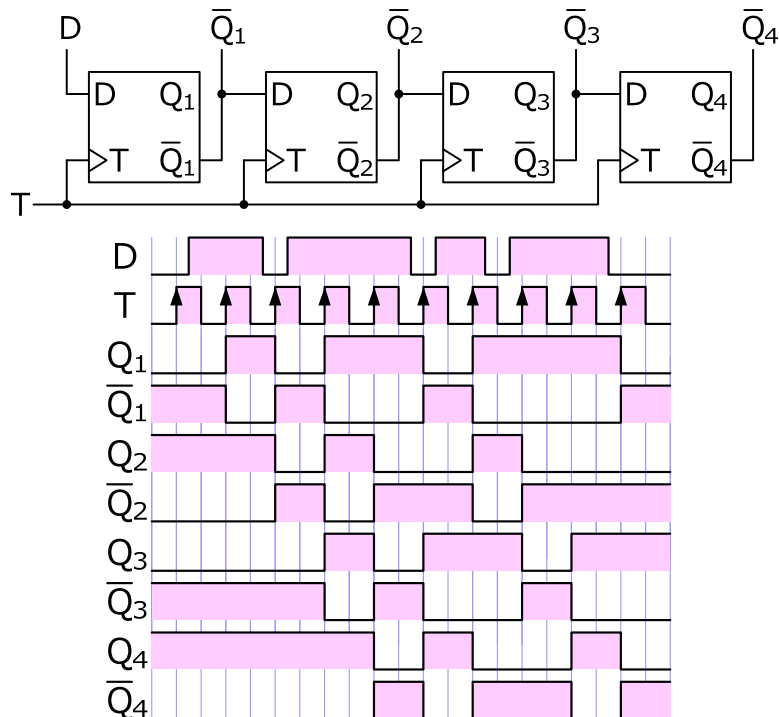 D Q̅1 Q̅2 Q̅3 Q̅4
D Q1 D Q2 D Q3 D Q4
T Q̅1 T Q̅2 T Q̅3 T Q̅4
T
D
T
Q1
Q̅1
Q2
Q̅2
Q3
Q̅3
Q4
Q̅4